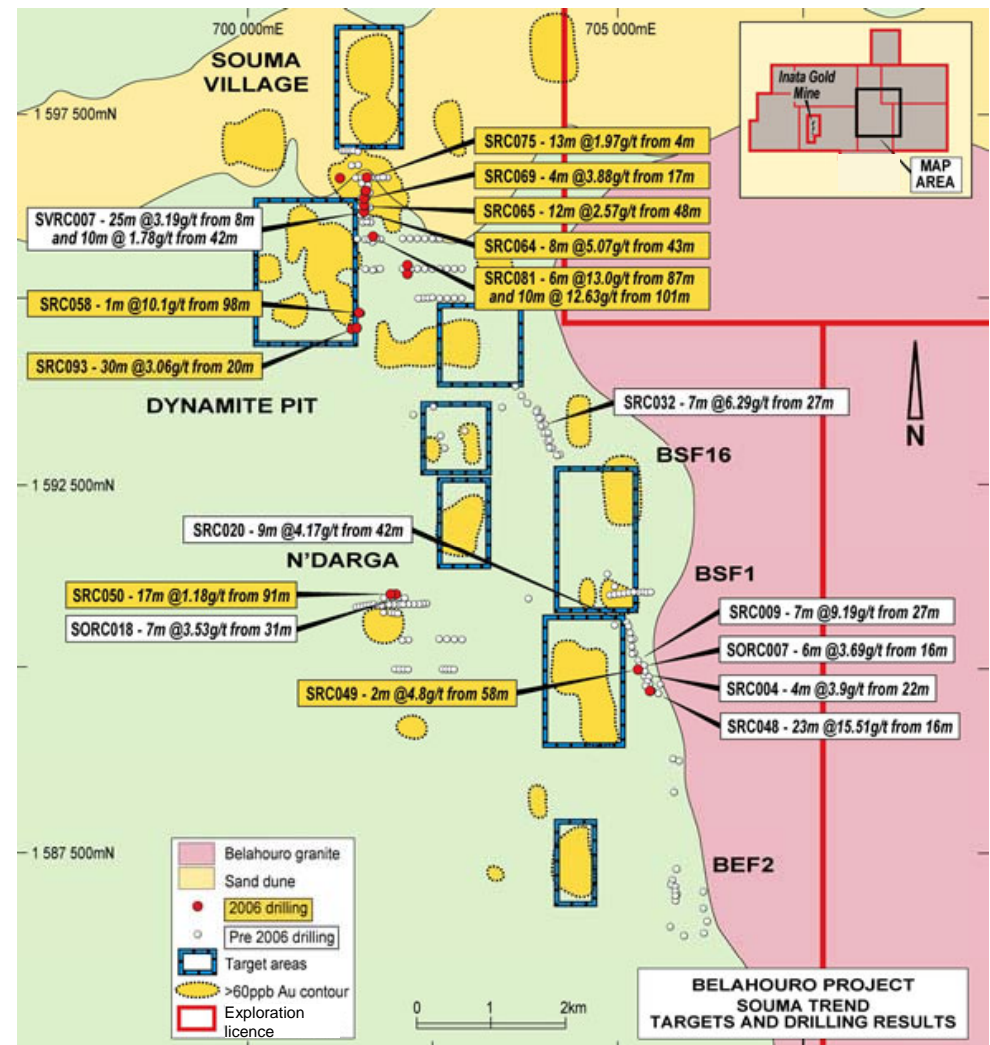 700 000mE
705 000mE
SOUMA
VILLAGE
Inata Gold
Mine
MAP
AREA
1 597 500mN
SRC075 - 13m @1.97g/t from 4m
SRC069 - 4m @3.88g/t from 17m
SRC065 - 12m @2.57g/t from 48m
SVRC007 - 25m @3.19g/t from 8m
and 10m @ 1.78g/t from 42m
SRC064 - 8m @5.07g/t from 43m
SRC081 - 6m @13.0g/t from 87m
and 10m @ 12.63g/t from 101m
SRC058 - 1m @10.1g/t from 98m
SRC093 - 30m @3.06g/t from 20m
DYNAMITE PIT
SRC032 - 7m @6.29g/t from 27m
N
BSF16
1 592 500mN
SRC020 - 9m @4.17g/t from 42m
N'DARGA
BSF1
SRC050 - 17m @1.18g/t from 91m
SORC018 - 7m @3.53g/t from 31m
SRC009 - 7m @9.19g/t from 27m
SORC007 - 6m @3.69g/t from 16m
SRC049 - 2m @4.8g/t from 58m
SRC004 - 4m @3.9g/t from 22m
SRC048 - 23m @15.51g/t from 16m
1 587 500mN
BEF2
Belahouro granite
Sand dune
2006 drilling
Pre 2006 drilling
Target areas
>60ppb Au contour
Exploration
licence
0 1 2km
BELAHOURO PROJECT
SOUMA TREND
TARGETS AND DRILLING RESULTS